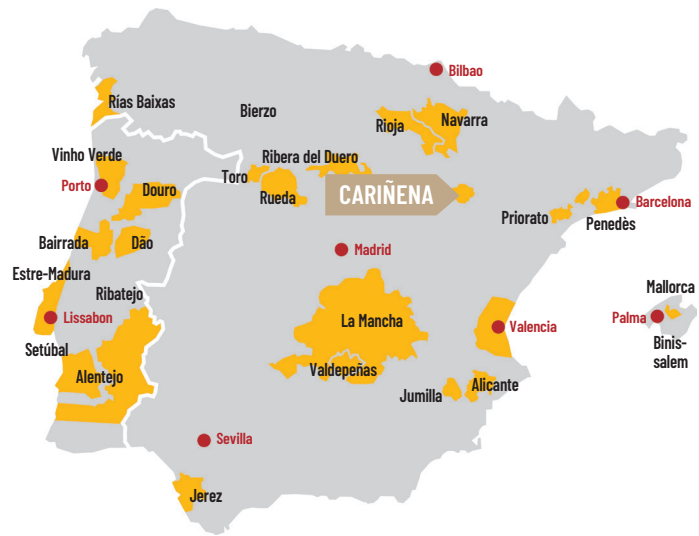 Bilbao
Rías Baixas
Bierzo
Rioja
Navarra
Vinho Verde
Ribera del Duero
Toro
Porto
Douro
Rueda
CARIÑENA
Barcelona
Priorato
Penedès
Bairrada
Dão
Madrid
Estre-Madura
Ribatejo
Mallorca
Lissabon
La Mancha
Valencia
Palma
Setúbal
Binis-
salem
Valdepeñas
Alentejo
Alicante
Jumilla
Sevilla
Jerez